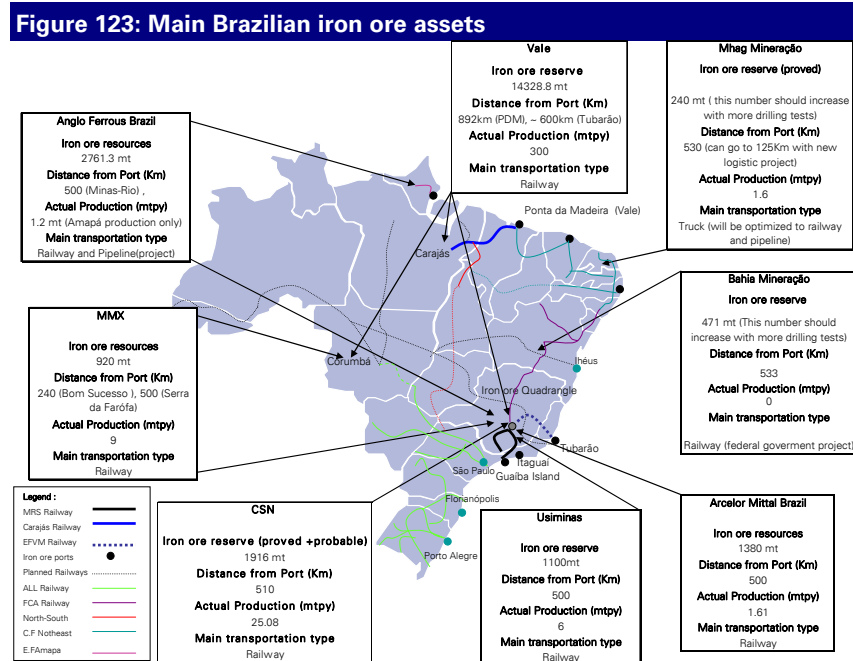 Figure 123: Main Brazilian iron ore assets
Vale
Iron ore reserve
14328.8 mt
Distance from Port (Km)
892km (PDM), ~ 600km (Tubarão)
Actual Production (mtpy)
300
Main transportation type
Railway
Mhag Mineração
Iron ore reserve (proved)
240 mt ( this number should increase
with more drilling tests)
Distance from Port (Km)
530 (can go to 125Km with new
logistic project)
Actual Production (mtpy)
1.6
Main transportation type
Truck (will be optimized to railway
and pipeline)
Anglo Ferrous Brazil
Iron ore resources
2761.3 mt
Distance from Port (Km)
500 (Minas-Rio) ,
Actual Production (mtpy)
1.2 mt (Amapá production only)
Main transportation type
Railway and Pipeline(project)
Ponta da Madeira (Vale)
Carajás
Bahia Mineração
Iron ore reserve
471 mt (This number should
increase with more drilling tests)
Distance from Port (Km)
533
Actual Production (mtpy)
0
Main transportation type
Railway (federal goverment project)
MMX
Iron ore resources
920 mt
Distance from Port (Km)
240 (Bom Sucesso ), 500 (Serra
da Farófa)
Actual Production (mtpy)
9
Main transportation type
Railway
Corumbá
Ihéus
Iron ore Quadrangle
Tubarão
Itaguaí
Guaíba Island
São Paulo
Florianópolis
Porto Alegre
Legend :
MRS Railway
Carajás Railway
EFVM Railway
Iron ore ports
Planned Railways
ALL Railway
FCA Railway
North-South
C.F Notheast
E.FAmapa
CSN
Iron ore reserve (proved +probable)
1916 mt
Distance from Port (Km)
510
Actual Production (mtpy)
25.08
Main transportation type
Railway
Usiminas
Iron ore reserve
1100mt
Distance from Port (Km)
500
Actual Production (mtpy)
6
Main transportation type
Railway
Arcelor Mittal Brazil
Iron ore resources
1380 mt
Distance from Port (Km)
500
Actual Production (mtpy)
1.61
Main transportation type
Railway